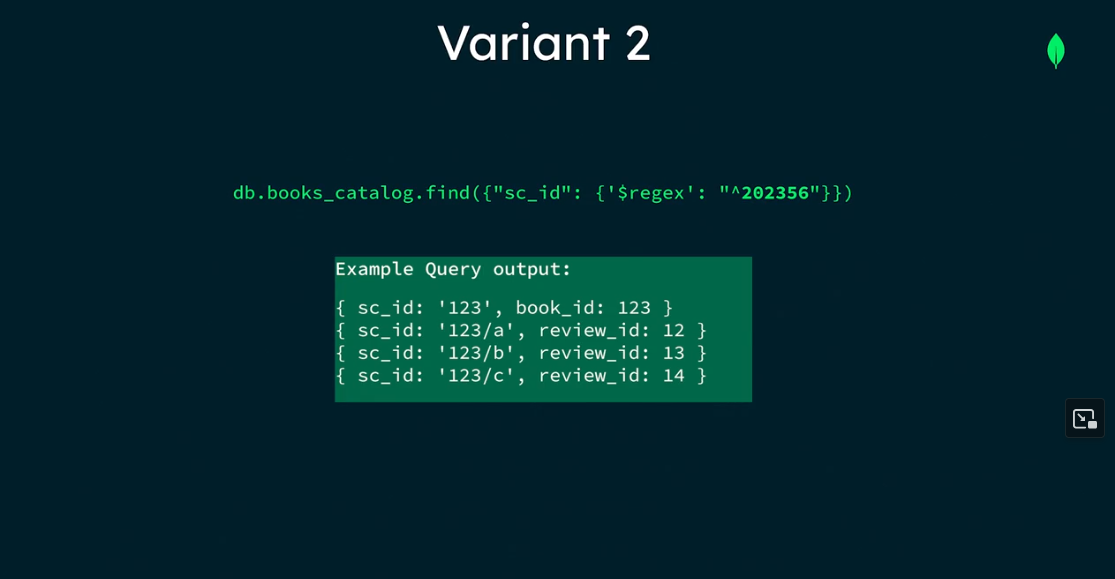 Variant 2
db.books_catalog.find({"sc_id": {'$regex': "^202356"}})
Example Query output:
{ sc_id: '123', book_id: 123 }
{ sc_id: '123/a', review_id: 12 }
{ sc_id: '123/b', review_id: 13 }
{ sc_id: '123/c', review_id: 14 }